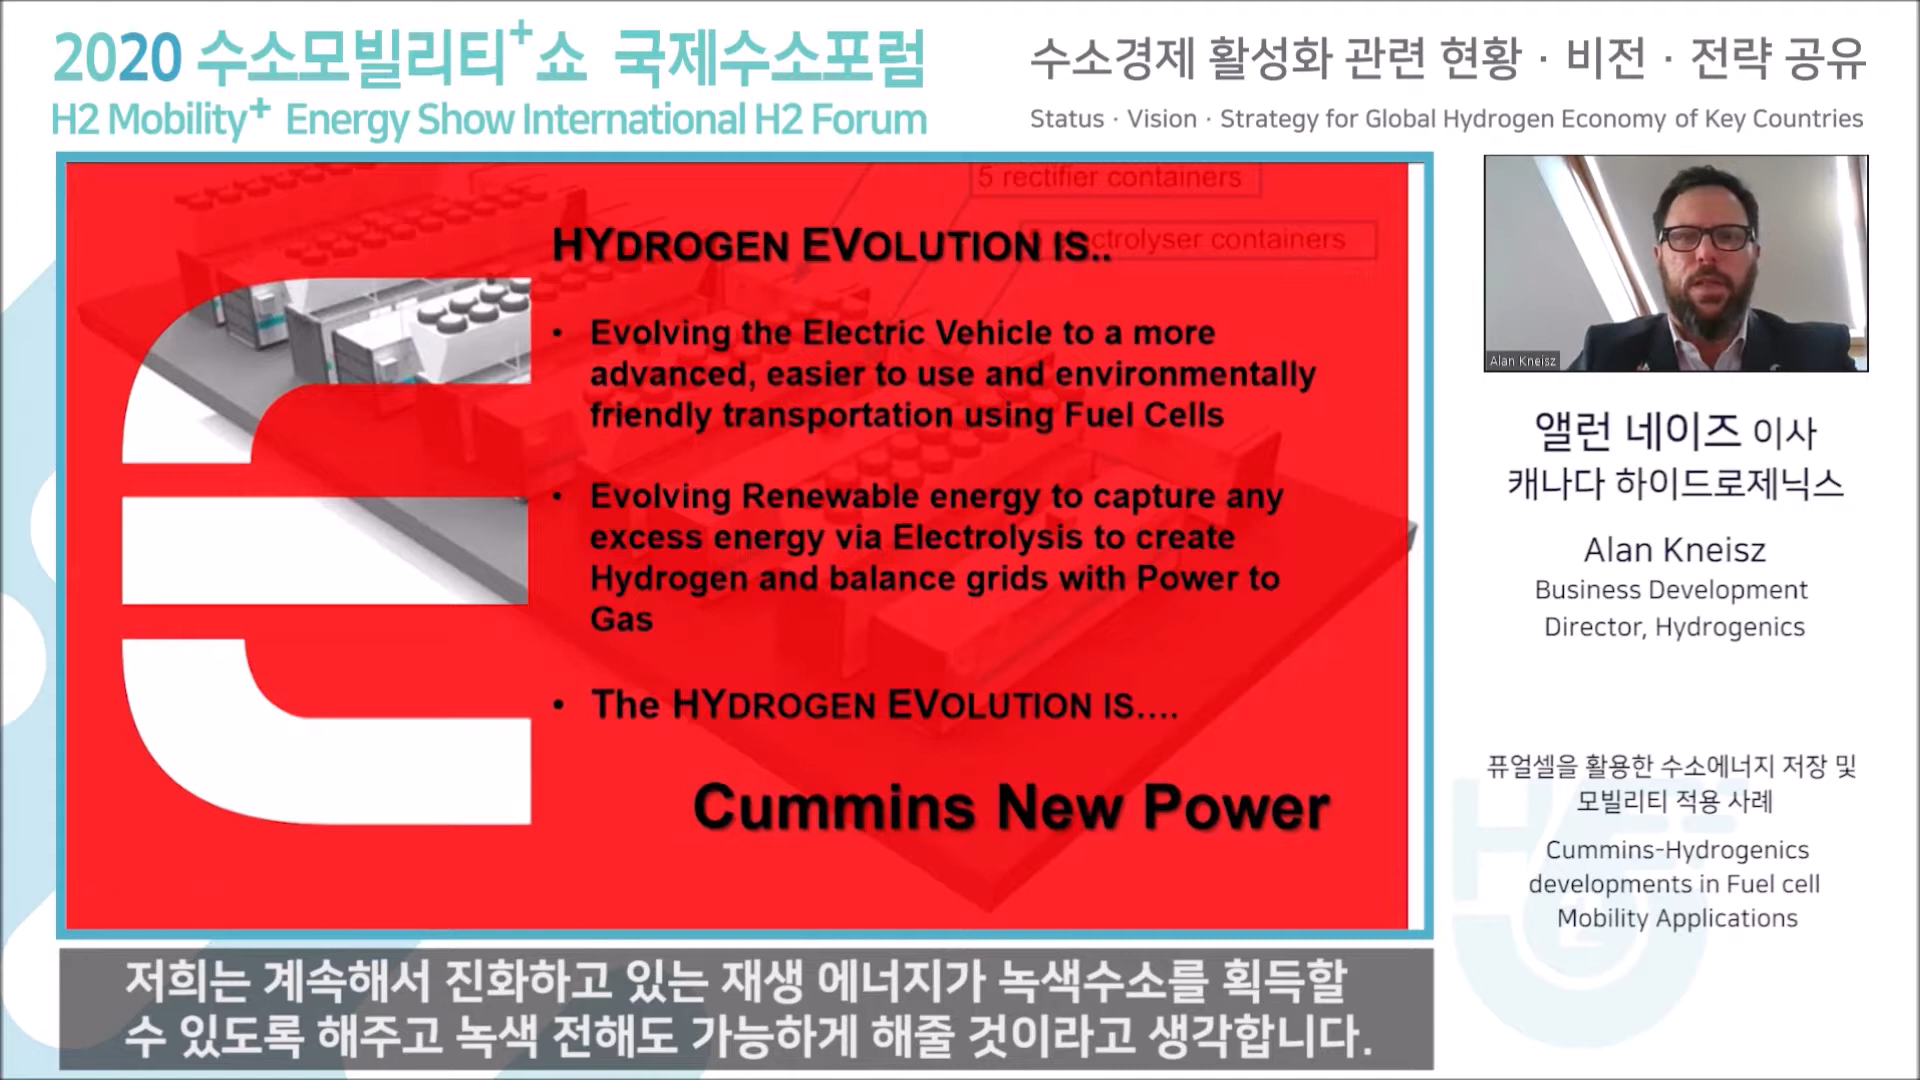 2020 수소모빌리티+쇼 국제수소포럼
H2 Mobility+ Energy Show International H2 Forum
수소경제 활성화 관련 현황 · 비전 · 전략 공유
Status · Vision · Strategy for Global Hydrogen Economy of Key Countries
5 rectifier containers
containers
HYDROGEN EVOLUTION IS..
• Evolving the Electric Vehicle to a more
advanced, easier to use and environmentally
friendly transportation using Fuel Cells
• Evolving Renewable energy to capture any
excess energy via Electrolysis to create
Hydrogen and balance grids with Power to
Gas
• The HYDROGEN EVOLUTION IS....
Cummins New Power
Alan Kneisz
앨런 네이즈 이사
캐나다 하이드로제닉스
Alan Kneisz
Business Development
Director, Hydrogenics
퓨얼셀을 활용한 수소에너지 저장 및
모빌리티 적용 사례
Cummins-Hydrogenics
developments in Fuel cell
Mobility Applications
저희는 계속해서 진화하고 있는 재생 에너지가 녹색수소를 획득할
수 있도록 해주고 녹색 전해도 가능하게 해줄 것이라고 생각합니다.